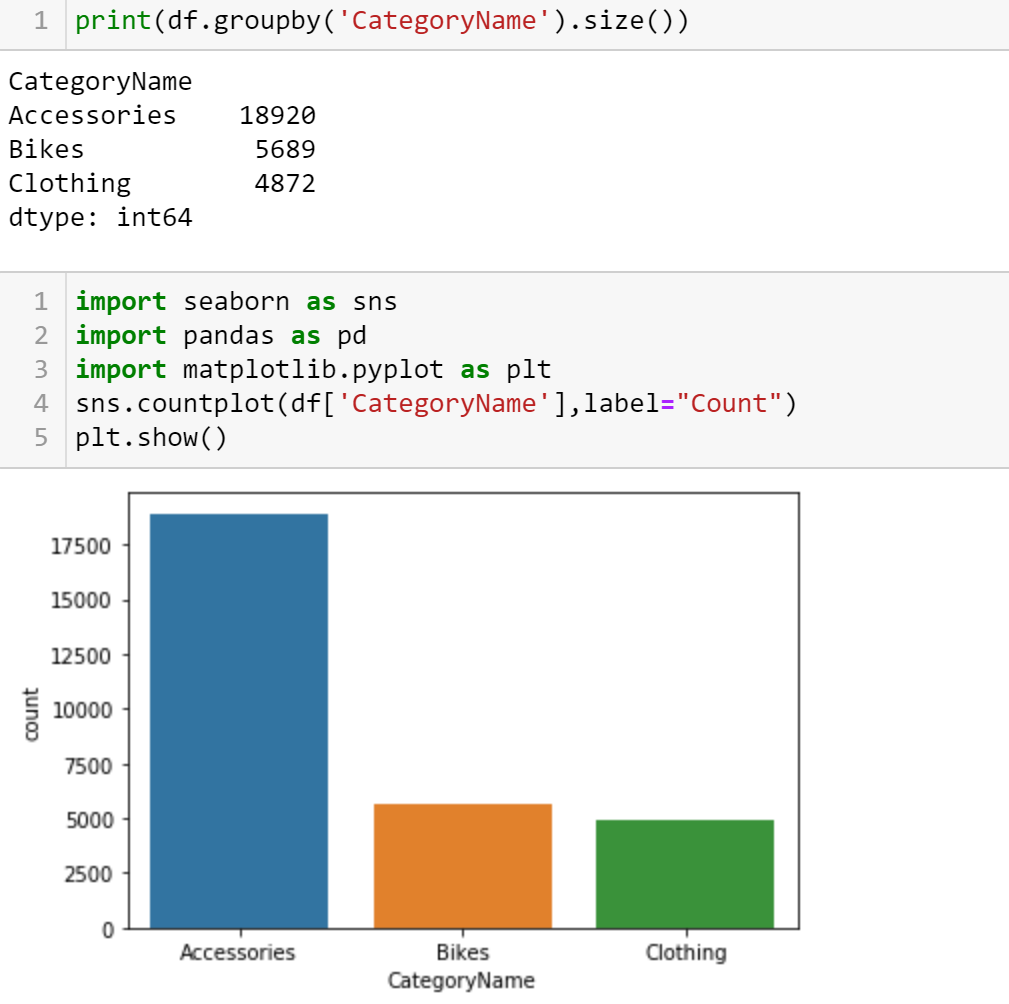 1 print(df.groupby('CategoryName').size())
CategoryName
Accessories    18920
Bikes           5689
Clothing        4872
dtype: int64
1 import seaborn as sns
2 import pandas as pd
3 import matplotlib.pyplot as plt
4 sns.countplot(df['CategoryName'],label="Count")
5 plt.show()
17500
15000
12500
10000
7500
5000
2500
0
count
Accessories Bikes Clothing
CategoryName